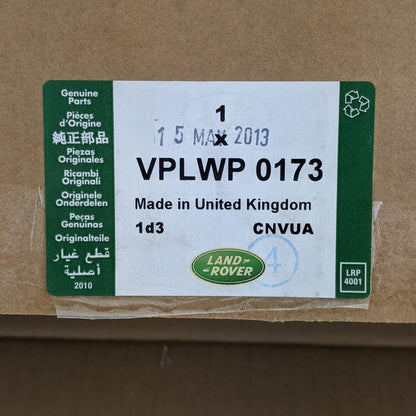 Genuine
Parts
Pièces
d'Origine
純正部品
Piezas
Originales
Ricambi
Originali
Originele
Onderdelen
Peças
Genuinas
Originalteile
قطع غيار
أصلية
2010
1
x
15 MAY 2013
VPLWP 0173
Made in United Kingdom
1d3 CNVUA
LAND-
-ROVER
4
LRP
4001